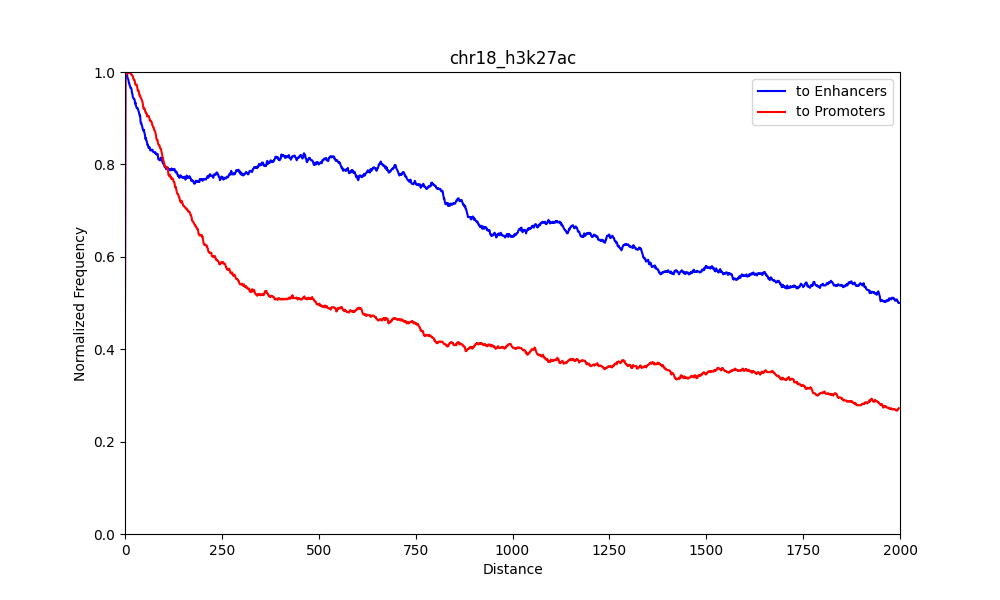 chr18_h3k27ac
to Enhancers
to Promoters
Normalized Frequency
1.0
0.8
0.6
0.4
0.2
0.0
0 250 500 750 1000 1250 1500 1750 2000
Distance